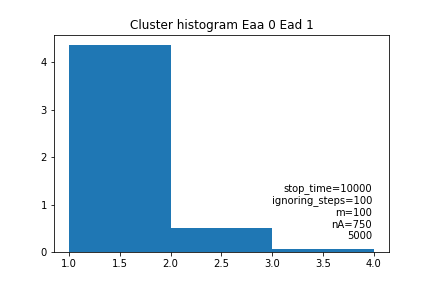 Cluster histogram Eaa 0 Ead 1
4
3
2
1
0
stop_time=10000
ignoring_steps=100
m=100
nA=750
5000
1.0 1.5 2.0 2.5 3.0 3.5 4.0